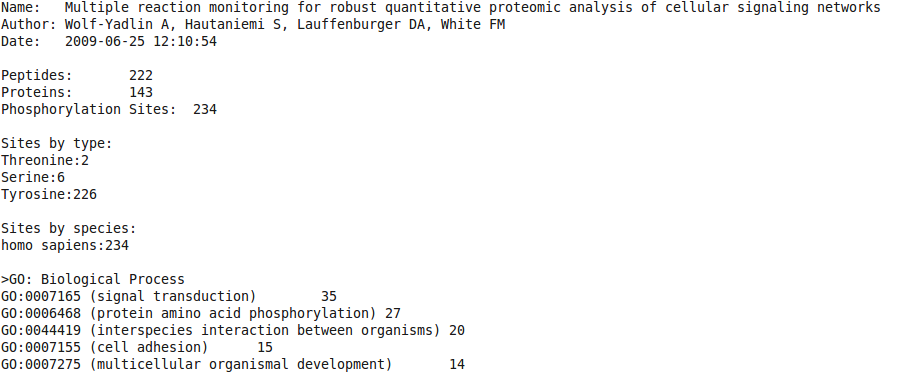 Name:   Multiple reaction monitoring for robust quantitative proteomic analysis of cellular signaling networks
Author: Wolf-Yadlin A, Hautaniemi S, Lauffenburger DA, White FM
Date:   2009-06-25 12:10:54
Peptides:       222
Proteins:       143
Phosphorylation Sites:  234
Sites by type:
Threonine:2
Serine:6
Tyrosine:226
Sites by species:
homo sapiens:234
>GO: Biological Process
GO:0007165 (signal transduction)        35
GO:0006468 (protein amino acid phosphorylation) 27
GO:0044419 (interspecies interaction between organisms) 20
GO:0007155 (cell adhesion)      15
GO:0007275 (multicellular organismal development)       14